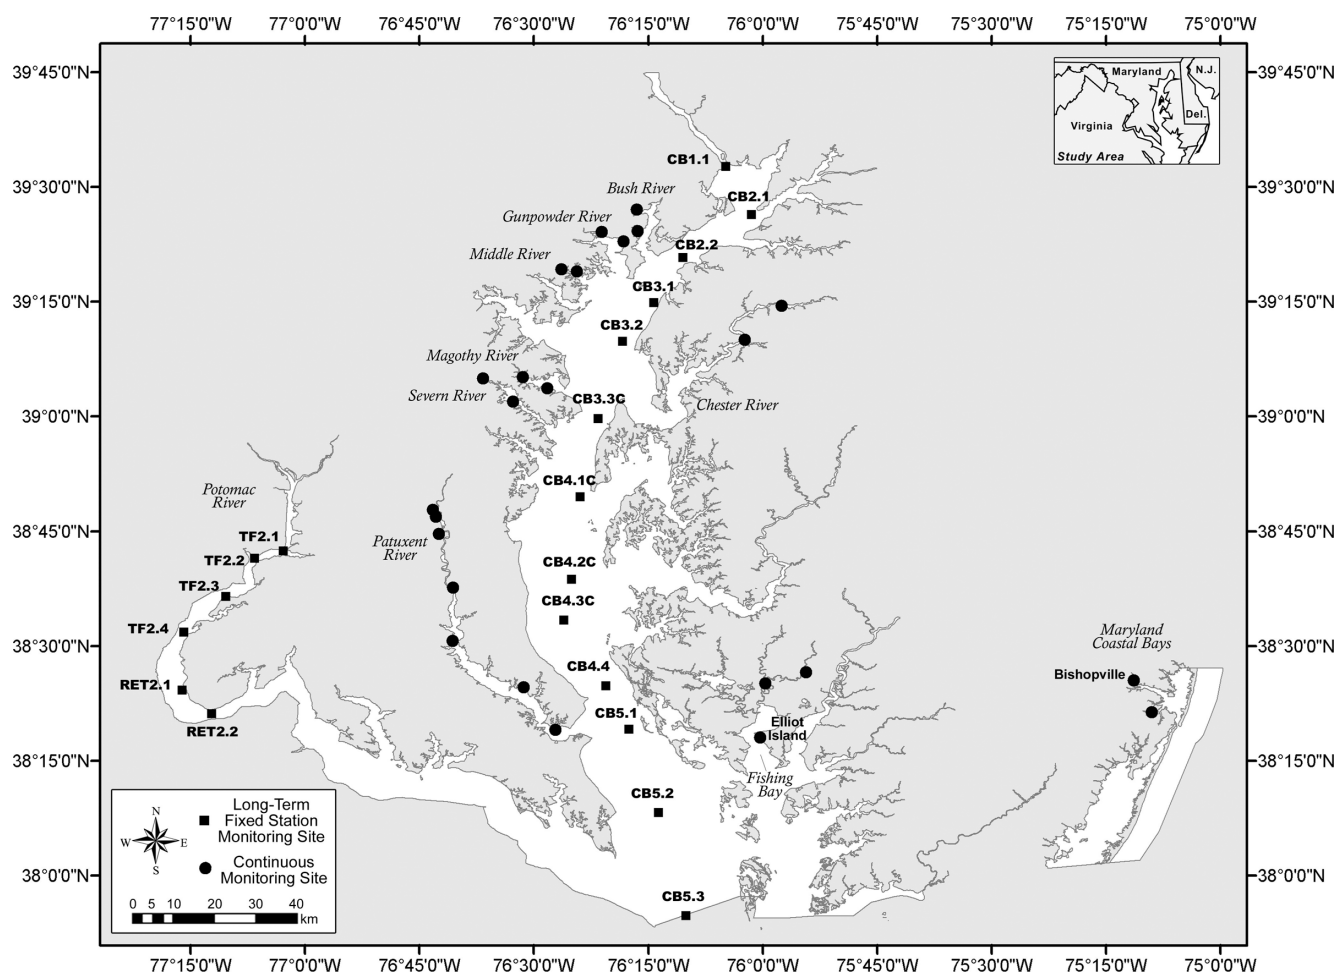 77°15'0"W 77°0'0"W 76°45'0"W 76°30'0"W 76°15'0"W 76°0'0"W 75°45'0"W 75°30'0"W 75°15'0"W 75°0'0"W
39°45'0"N 39°45'0"N
Maryland N.J.
Del.
Virginia
Study Area
CB1.1
39°30'0"N 39°30'0"N
Bush River
CB2.1
Gunpowder River
CB2.2
Middle River
CB3.1
39°15'0"N 39°15'0"N
CB3.2
Magothy River
Severn River
CB3.3C
Chester River
39°0'0"N 39°0'0"N
CB4.1C
Potomac
River
38°45'0"N 38°45'0"N
TF2.1
Patuxent
River
TF2.2
CB4.2C
TF2.3
CB4.3C
TF2.4
Maryland
Coastal Bays
38°30'0"N 38°30'0"N
CB4.4
Bishopville
RET2.1
CB5.1
Elliot
Island
RET2.2
38°15'0"N 38°15'0"N
Fishing
Bay
CB5.2
N
W E
S
Long-Term
Fixed Station
Monitoring Site
Continuous
Monitoring Site
0 5 10 20 30 40
km
38°0'0"N 38°0'0"N
CB5.3
77°15'0"W 77°0'0"W 76°45'0"W 76°30'0"W 76°15'0"W 76°0'0"W 75°45'0"W 75°30'0"W 75°15'0"W 75°0'0"W